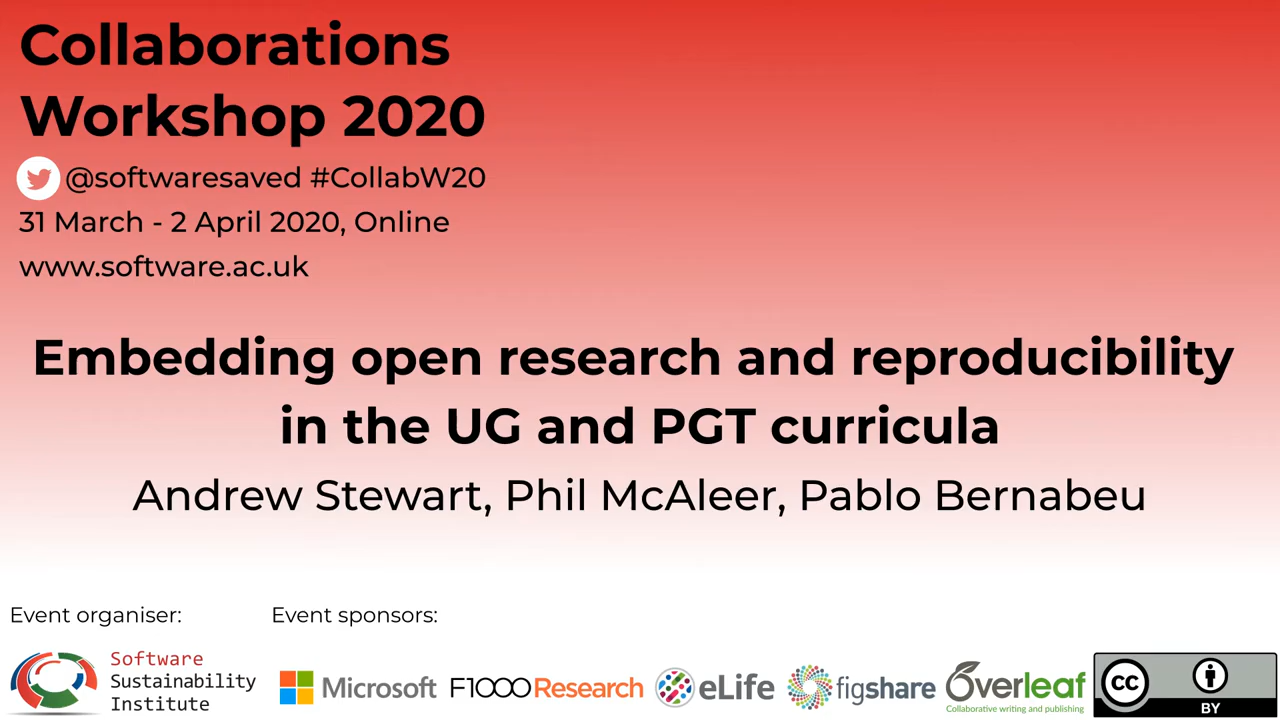 Collaborations
Workshop 2020
@softwaresaved #CollabW20
31 March - 2 April 2020, Online
www.software.ac.uk
Embedding open research and reproducibility
in the UG and PGT curricula
Andrew Stewart, Phil McAleer, Pablo Bernabeu
Event organiser:
Event sponsors:
Software
Sustainability
Institute
Microsoft
F1000Research
eLife
figshare
Overleaf
Collaborative writing and publishing
CC
BY